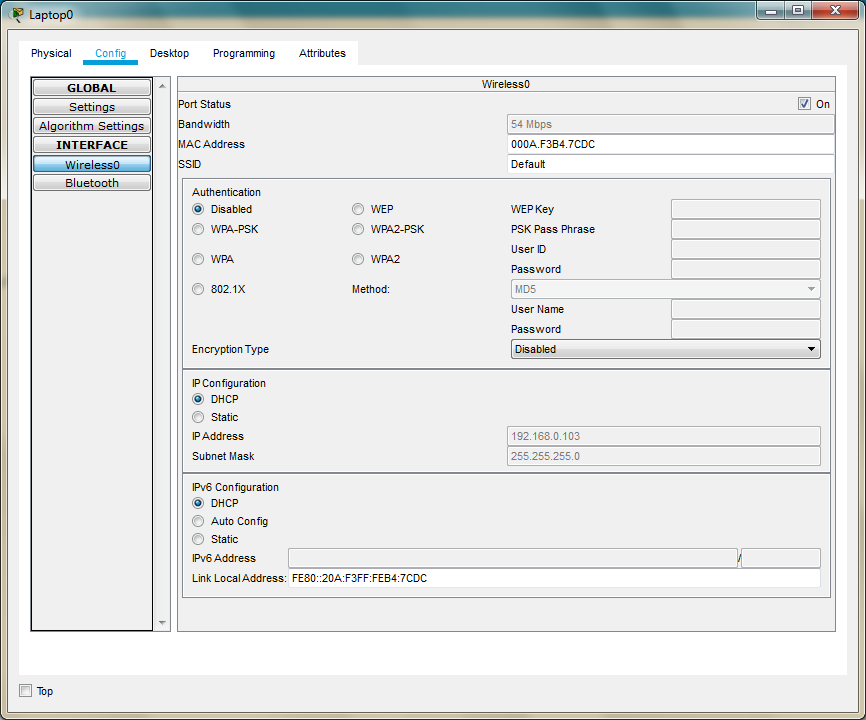 Laptop0
Physical Config Desktop Programming Attributes
GLOBAL
Settings
Algorithm Settings
INTERFACE
Wireless0
Bluetooth
Wireless0
Port Status On
Bandwidth 54 Mbps
MAC Address 000A.F3B4.7CDC
SSID Default
Authentication
Disabled WEP WEP Key
WPA-PSK WPA2-PSK PSK Pass Phrase
User ID
WPA WPA2
Password
802.1X Method: MD5
User Name
Password
Encryption Type Disabled
IP Configuration
DHCP
Static
IP Address 192.168.0.103
Subnet Mask 255.255.255.0
IPv6 Configuration
DHCP
Auto Config
Static
IPv6 Address /
Link Local Address: FE80::20A:F3FF:FEB4:7CDC
Top